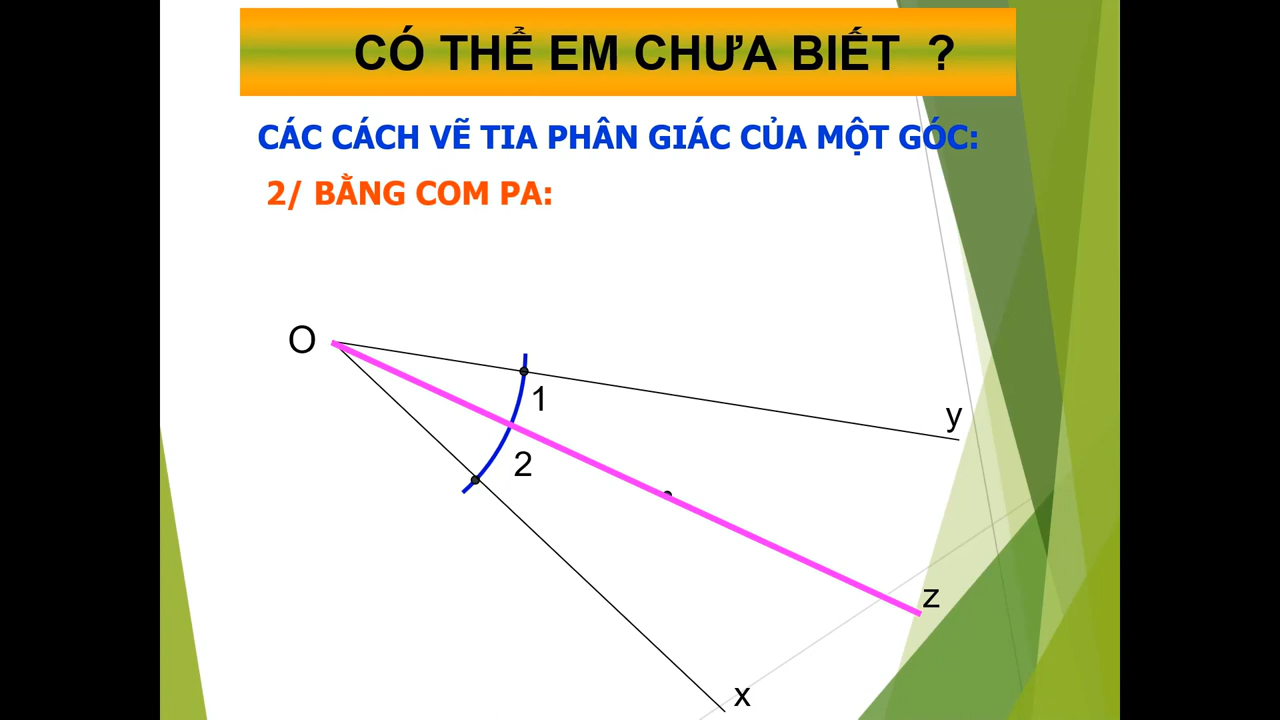 CÓ THỂ EM CHƯA BIẾT ?
CÁC CÁCH VẼ TIA PHÂN GIÁC CỦA MỘT GÓC:
2/ BẰNG COM PA:
O
1
y
2
z
x